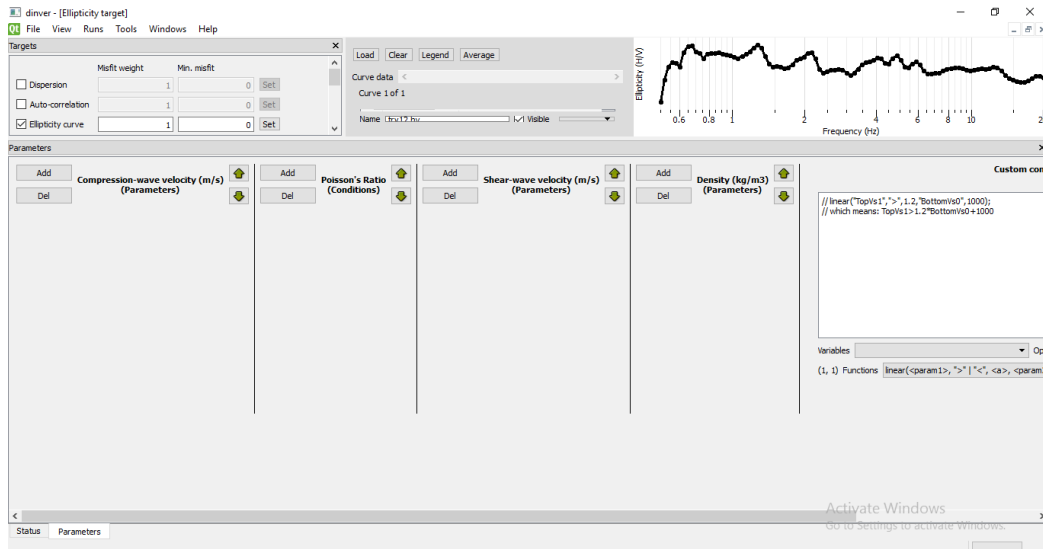 dinver - [Ellipticity target]
File View Runs Tools Windows Help
Targets
Misfit weight Min. misfit
Dispersion 1 0 Set
Auto-correlation 1 0 Set
Ellipticity curve 1 0 Set
Load Clear Legend Average
Curve data
Curve 1 of 1
Name Visible
Ellipticity (H/V)
0.6 0.8 1 2 4 6 8 10 2
Frequency (Hz)
Parameters
Add Compression-wave velocity (m/s)
Del (Parameters)
Add Poisson's Ratio
Del (Conditions)
Add Shear-wave velocity (m/s)
Del (Parameters)
Add Density (kg/m3)
Del (Parameters)
Custom con
// linear("TopVs1",">",1.2,"BottomVs0",1000);
// which means: TopVs1>1.2*BottomVs0+1000
Variables Op
(1, 1) Functions linear(<param1>, ">" | "<", <a>, <param
Activate Windows
Go to Settings to activate Windows.
Status Parameters